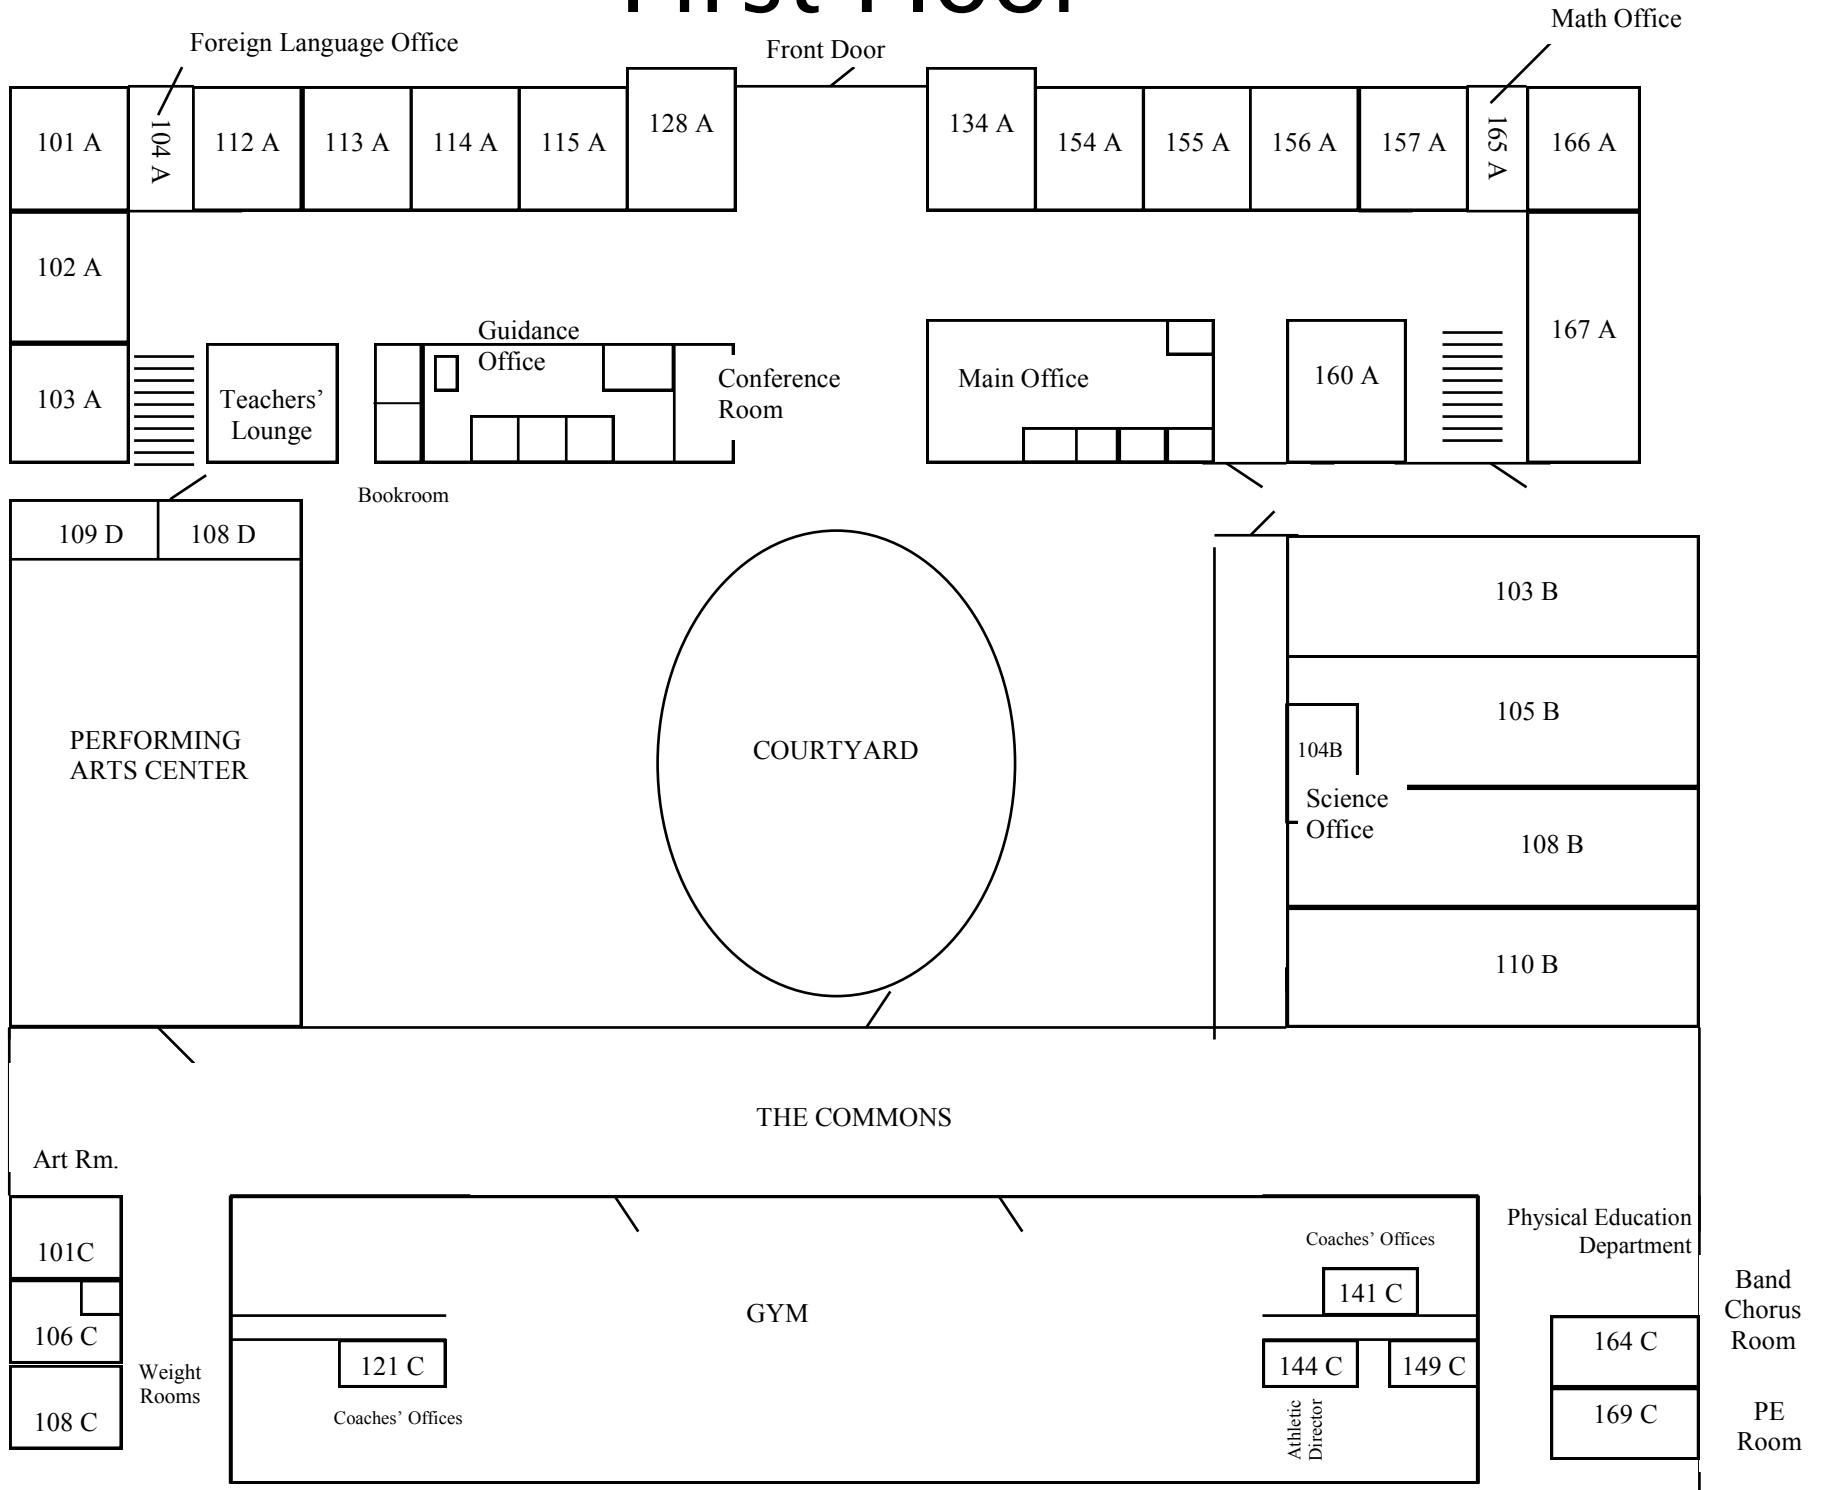 First Floor
Math Office
Foreign Language Office
Front Door
101 A
104 A
112 A
113 A
114 A
115 A
128 A
134 A
154 A
155 A
156 A
157 A
165 A
166 A
102 A
103 A
Teachers’
Lounge
Guidance
Office
Conference
Room
Main Office
160 A
167 A
Bookroom
109 D
108 D
103 B
105 B
104B
Science
Office
108 B
110 B
PERFORMING
ARTS CENTER
COURTYARD
THE COMMONS
Art Rm.
101C
106 C
108 C
Weight
Rooms
121 C
Coaches’ Offices
GYM
Coaches’ Offices
141 C
144 C
149 C
Athletic
Director
Physical Education
Department
Band
Chorus
Room
164 C
169 C
PE
Room